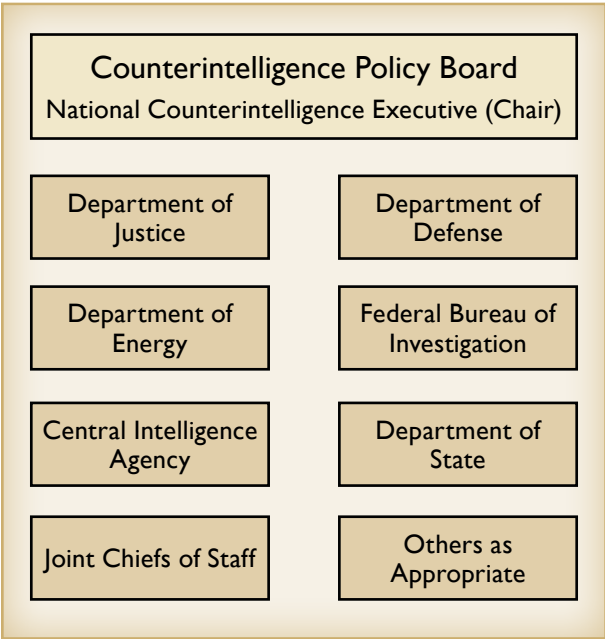 Counterintelligence Policy Board
National Counterintelligence Executive (Chair)
Department of
Justice
Department of
Defense
Department of
Energy
Federal Bureau of
Investigation
Central Intelligence
Agency
Department of
State
Joint Chiefs of Staff
Others as
Appropriate